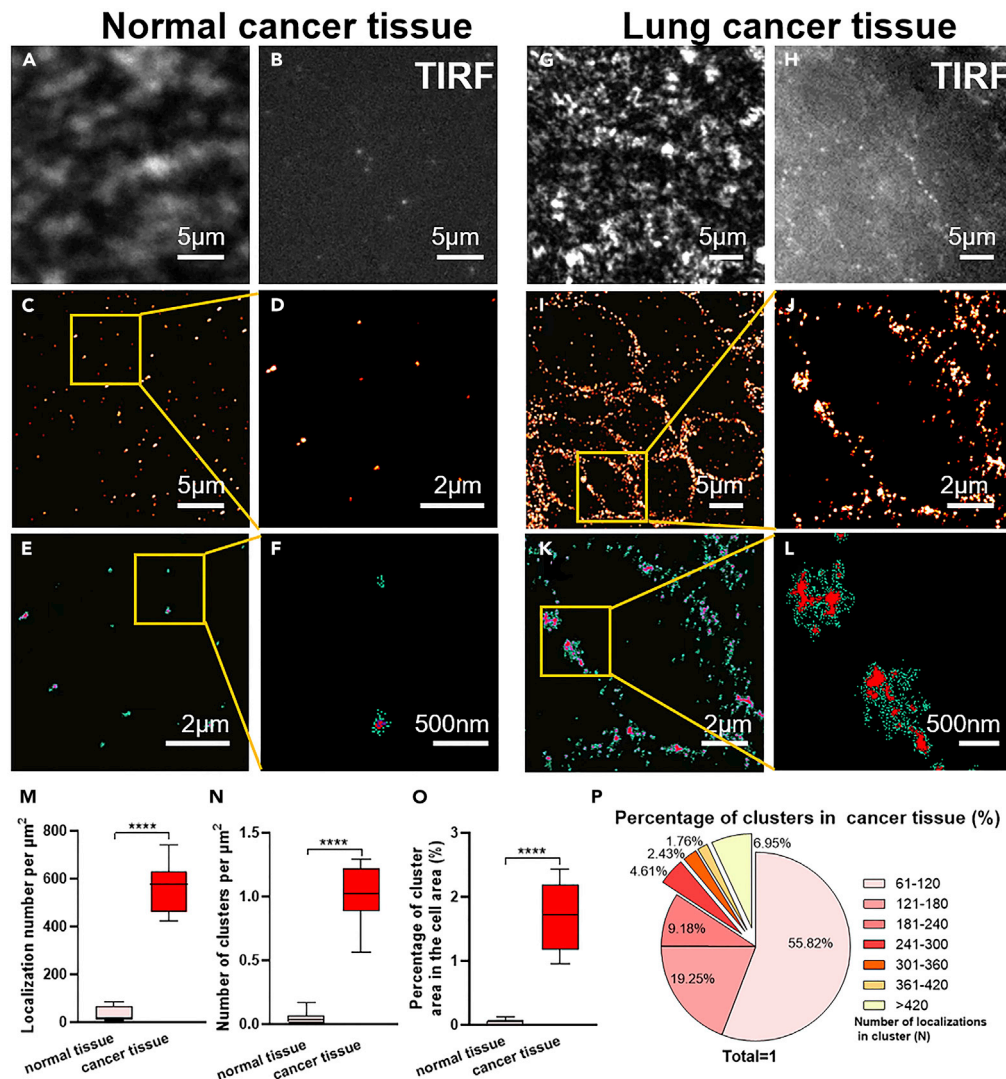 Normal cancer tissue
Lung cancer tissue
A
B
TIRF
5μm
5μm
G
H
TIRF
5μm
5μm
C
D
5μm
2μm
I
J
5μm
2μm
E
F
2μm
500nm
K
L
2μm
500nm
M
Localization number per μm²
800
600
400
200
0
****
normal tissue
cancer tissue
N
Number of clusters per μm²
1.5
1.0
0.5
0.0
****
normal tissue
cancer tissue
O
Percentage of cluster
area in the cell area (%)
3
2
1
0
****
normal tissue
cancer tissue
P
Percentage of clusters in cancer tissue (%)
1.76%
2.43%
4.61%
6.95%
9.18%
19.25%
55.82%
61-120
121-180
181-240
241-300
301-360
361-420
>420
Number of localizations
in cluster (N)
Total=1